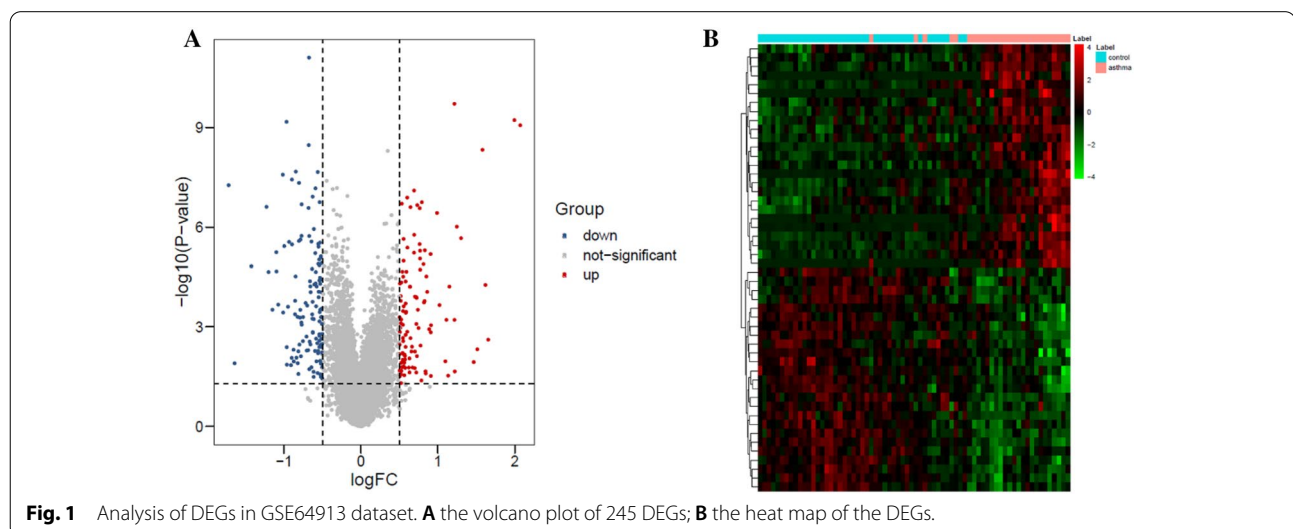 A
B
9
6
3
0
-log10(P-value)
−1
0
1
2
logFC
Group
down
not-significant
up
Label
4
2
0
−2
−4
Label
control
asthma
Fig. 1 Analysis of DEGs in GSE64913 dataset. A the volcano plot of 245 DEGs; B the heat map of the DEGs.